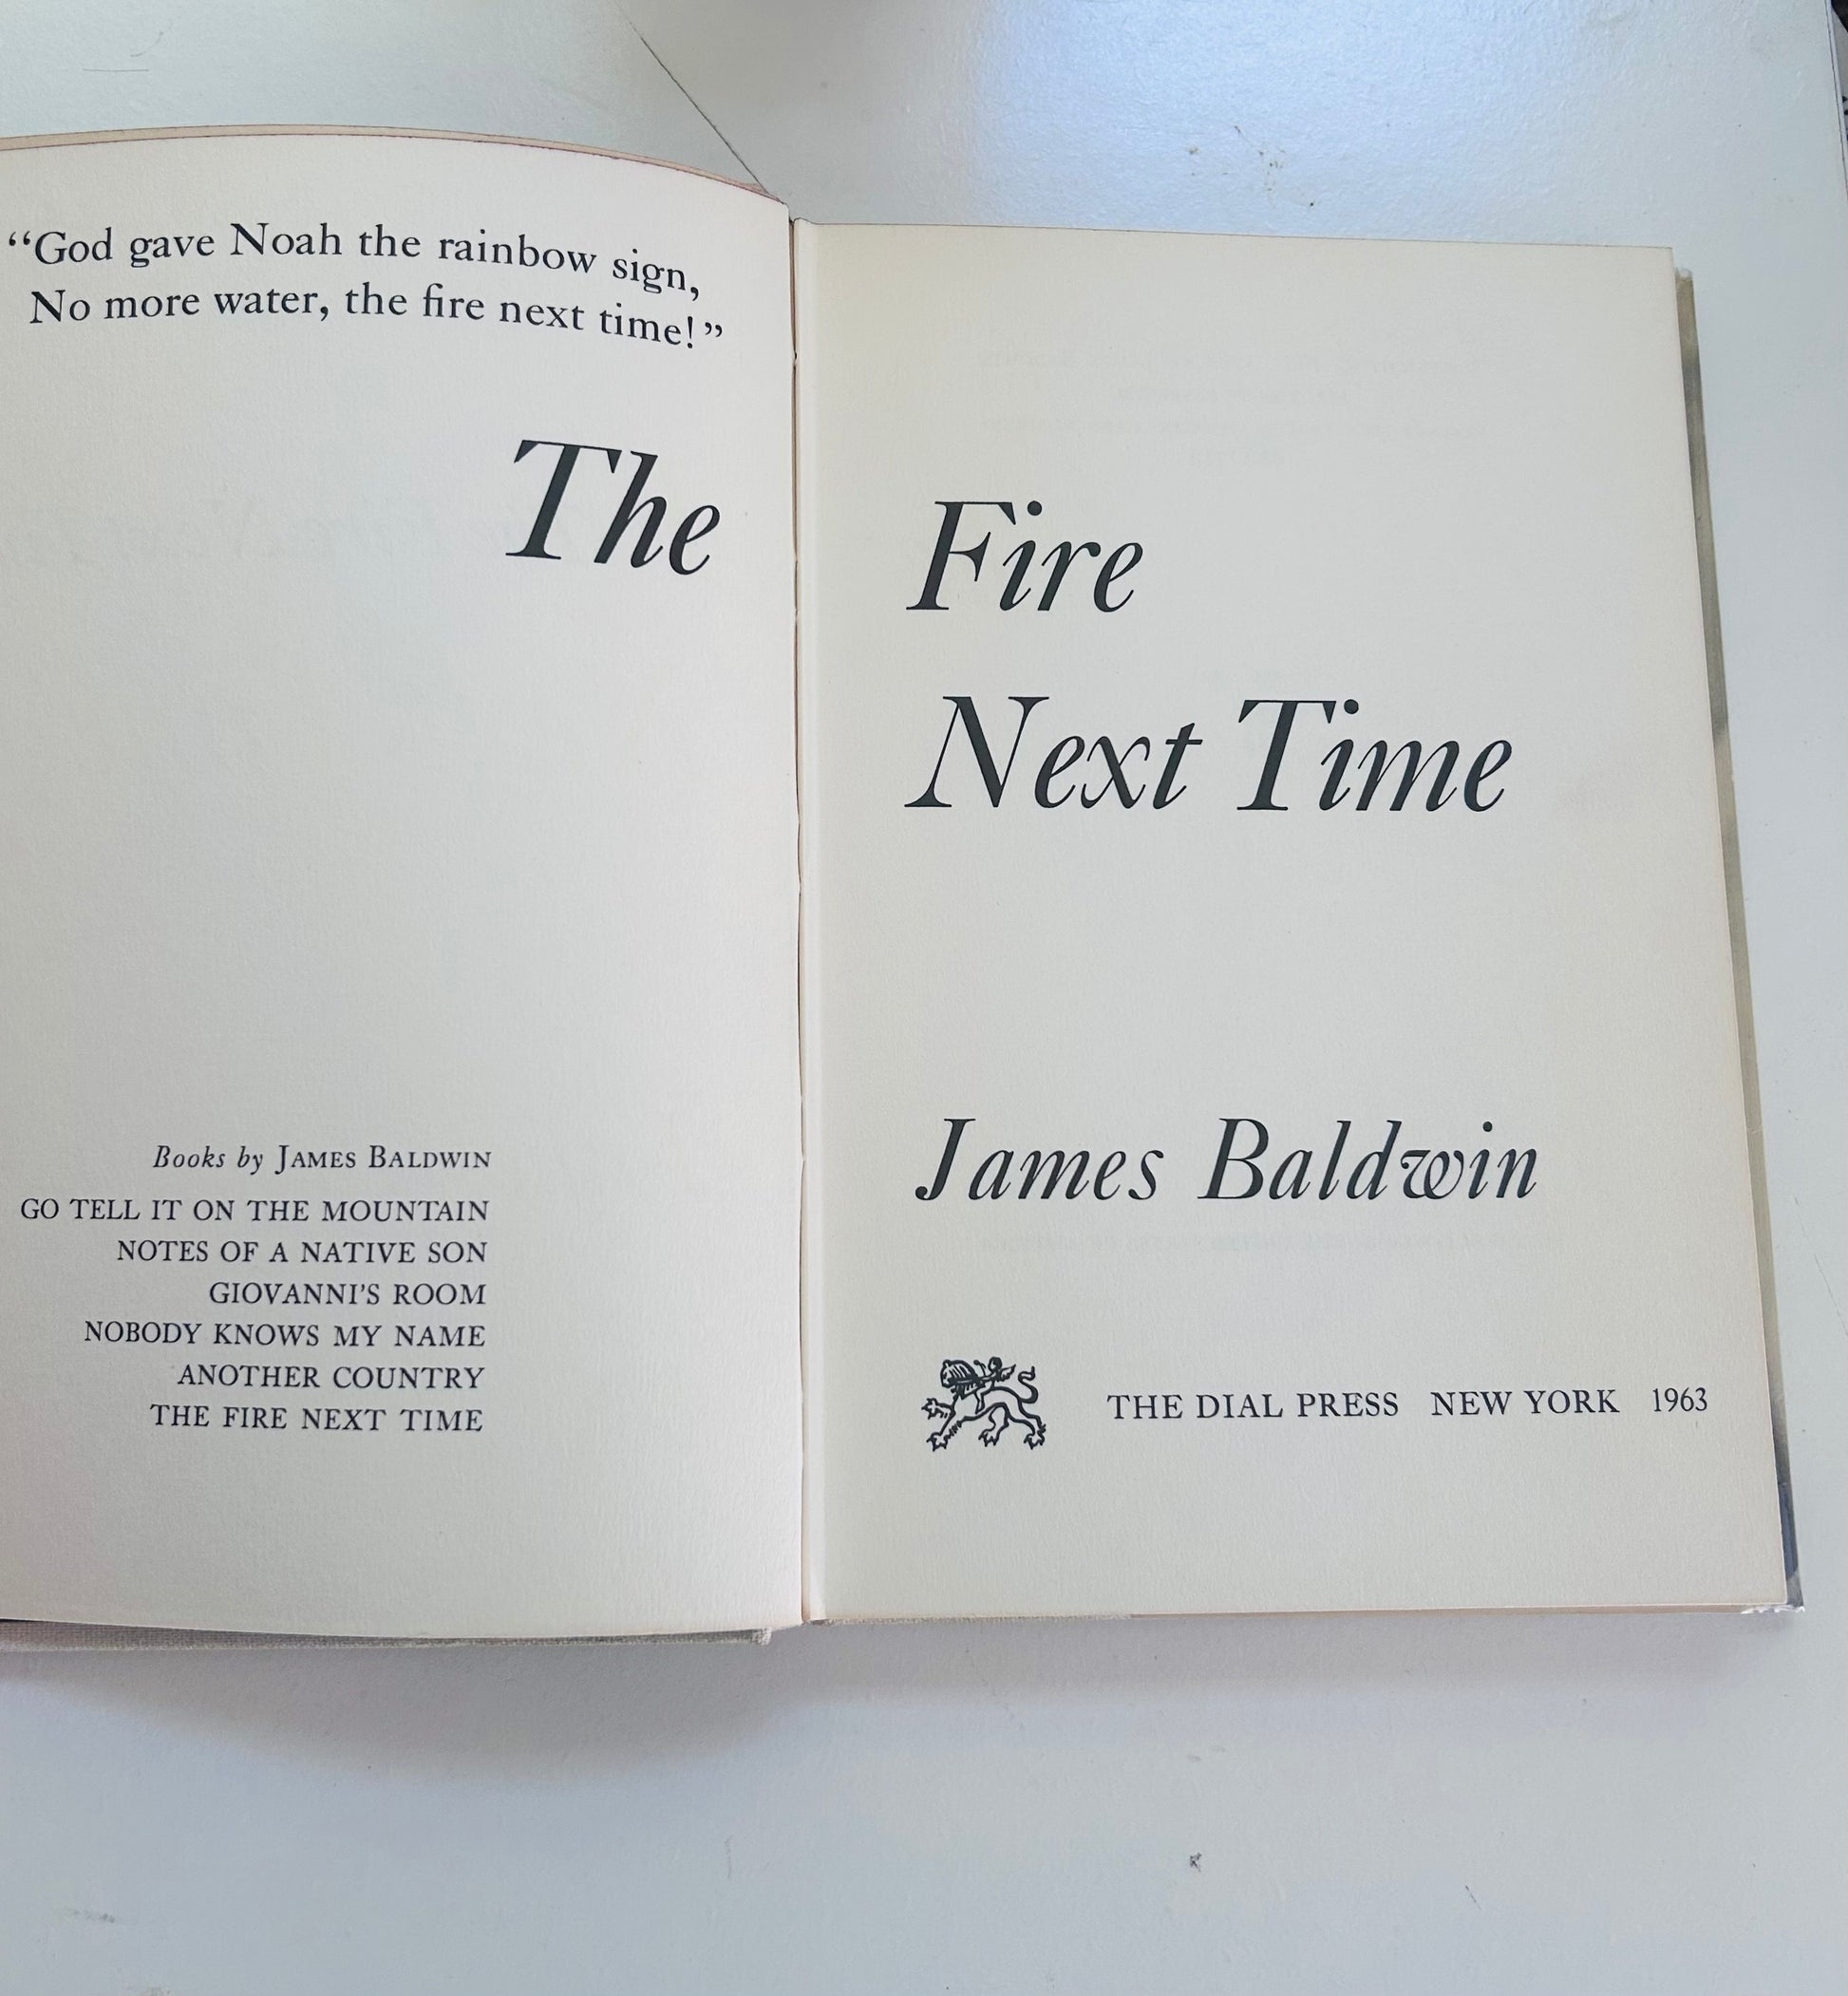 “God gave Noah the rainbow sign,
No more water, the fire next time!”
The
Books by JAMES BALDWIN
GO TELL IT ON THE MOUNTAIN
NOTES OF A NATIVE SON
GIOVANNI'S ROOM
NOBODY KNOWS MY NAME
ANOTHER COUNTRY
THE FIRE NEXT TIME
Fire
Next Time
James Baldwin
THE DIAL PRESS NEW YORK 1963